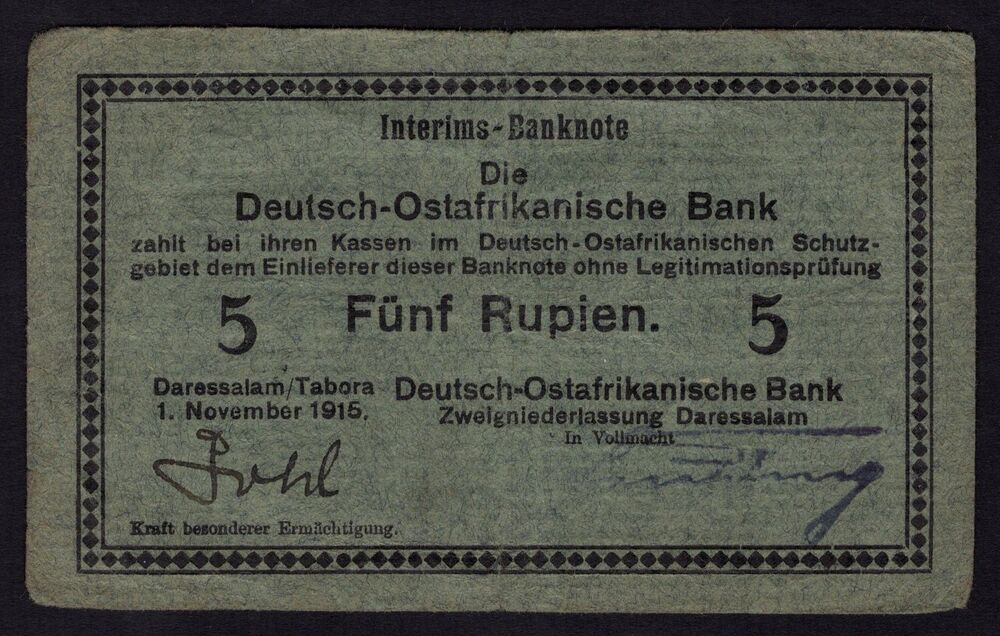 Interims-Banknote
Die
Deutsch-Ostafrikanische Bank
zahlt bei ihren Kassen im Deutsch-Ostafrikanischen Schutz-
gebiet dem Einlieferer dieser Banknote ohne Legitimationsprüfung
5 Fünf Rupien. 5
Daressalam/Tabora
1. November 1915.
Deutsch-Ostafrikanische Bank
Zweigniederlassung Daressalam
In Vollmacht
Kraft besonderer Ermächtigung.